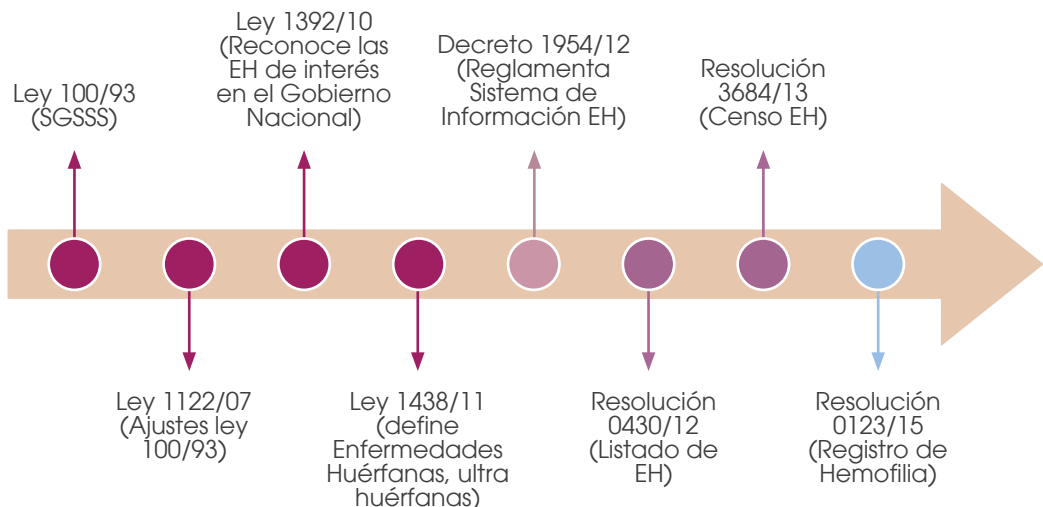 Ley 100/93
(SGSSS)
Ley 1392/10
(Reconoce las
EH de interés
en el Gobierno
Nacional)
Decreto 1954/12
(Reglamenta
Sistema de
Información EH)
Resolución
3684/13
(Censo EH)
Ley 1122/07
(Ajustes ley
100/93)
Ley 1438/11
(define
Enfermedades
Huérfanas, ultra
huérfanas)
Resolución
0430/12
(Listado de
EH)
Resolución
0123/15
(Registro de
Hemofilia)